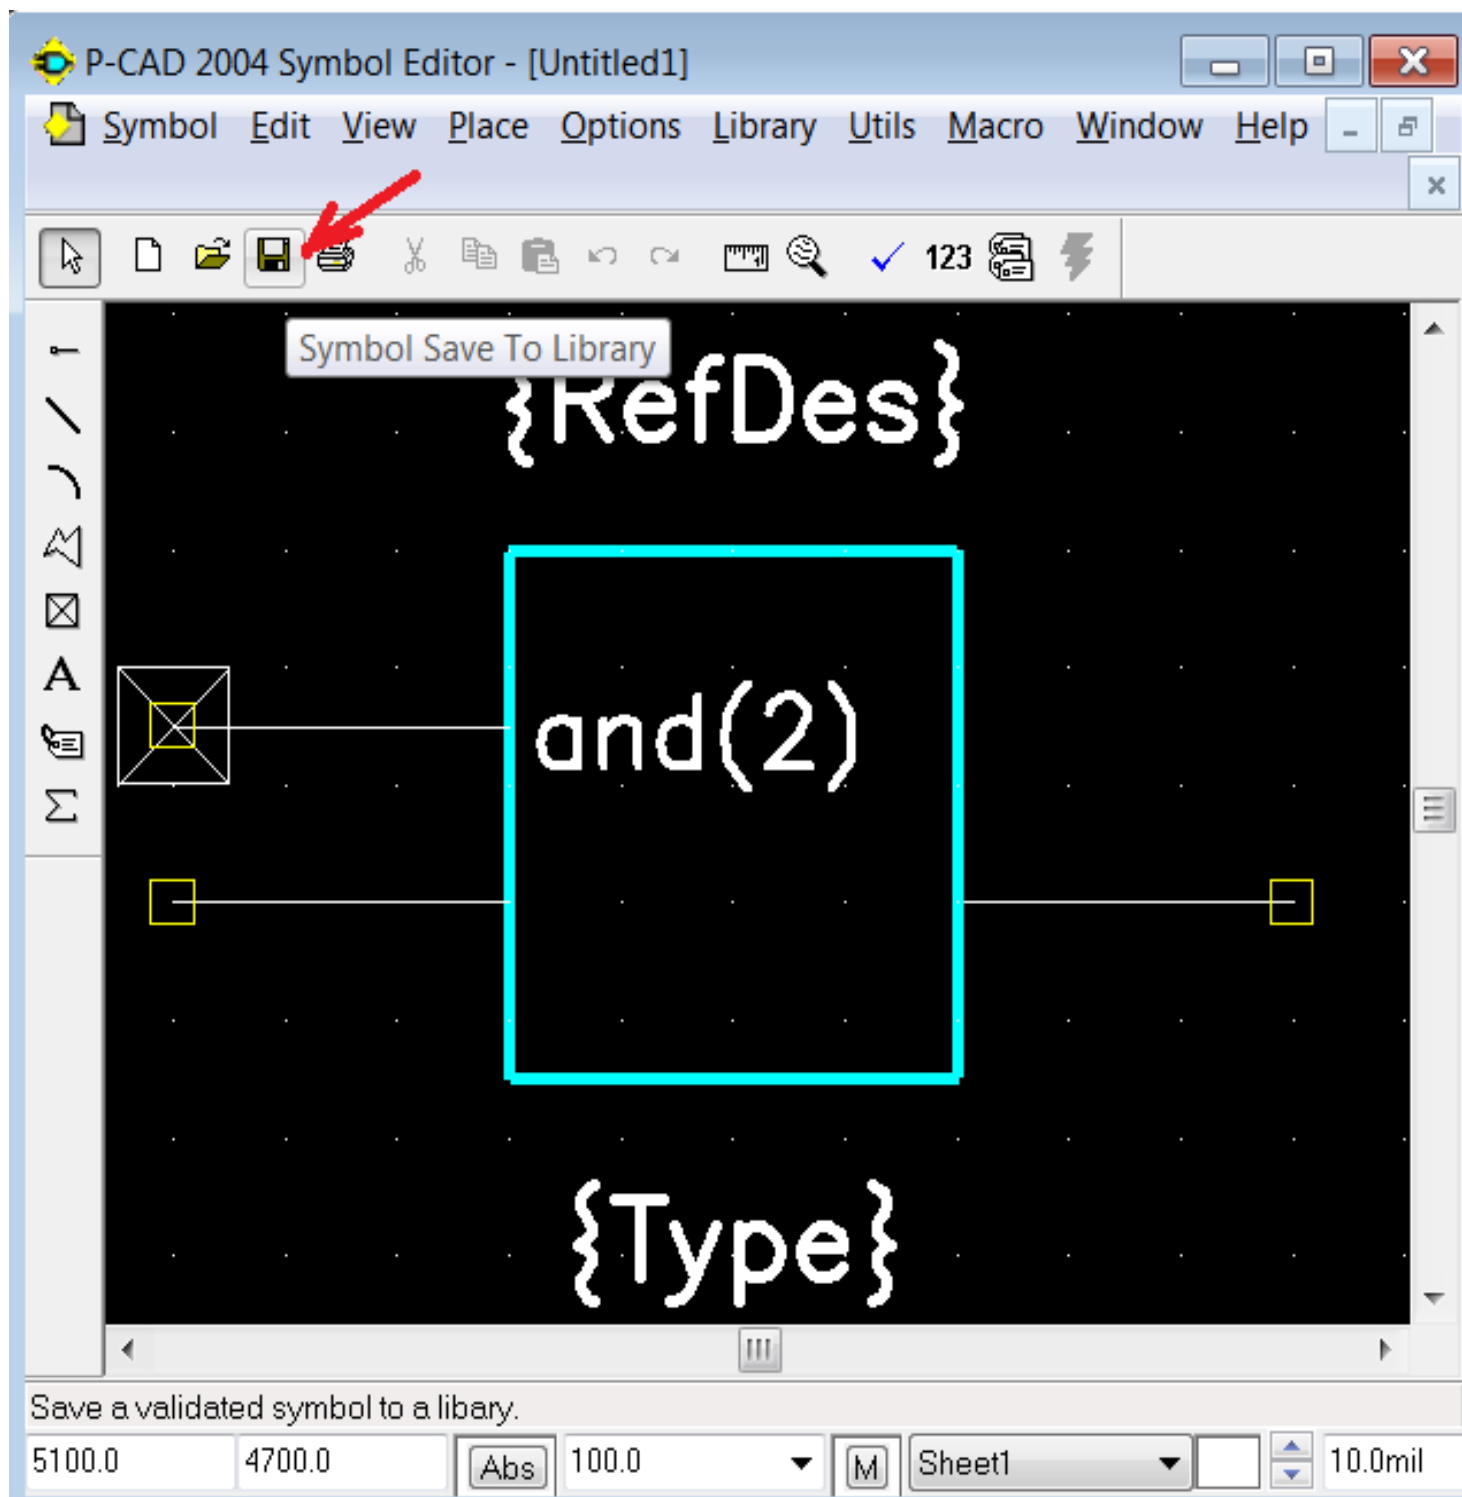 P-CAD 2004 Symbol Editor - [Untitled1]
Symbol Edit View Place Options Library Utils Macro Window Help
123
Symbol Save To Library
{RefDes}
A
and(2)
{Type}
Save a validated symbol to a libary.
5100.0 4700.0 Abs 100.0 M Sheet1 10.0mil